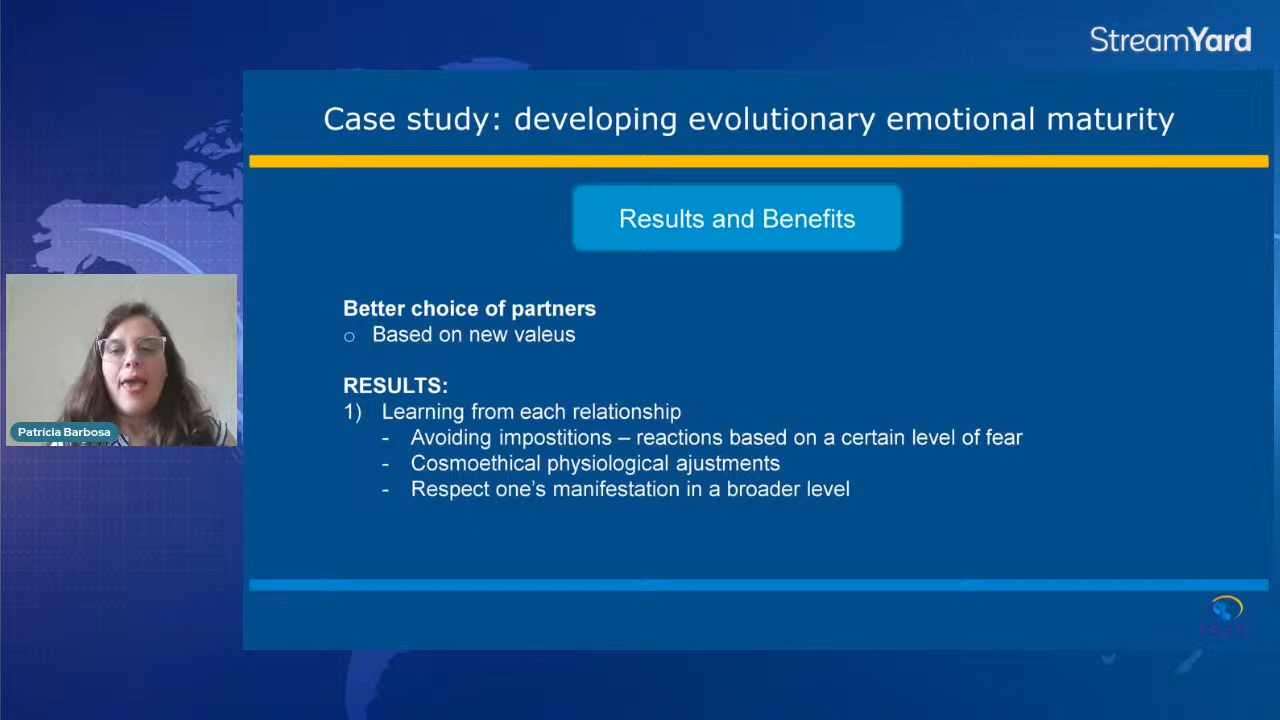 StreamYard
Case study: developing evolutionary emotional maturity
Results and Benefits
Better choice of partners
o Based on new valeus
RESULTS:
1) Learning from each relationship
- Avoiding impostitions – reactions based on a certain level of fear
- Cosmoethical physiological ajustments
- Respect one's manifestation in a broader level
Patrícia Barbosa